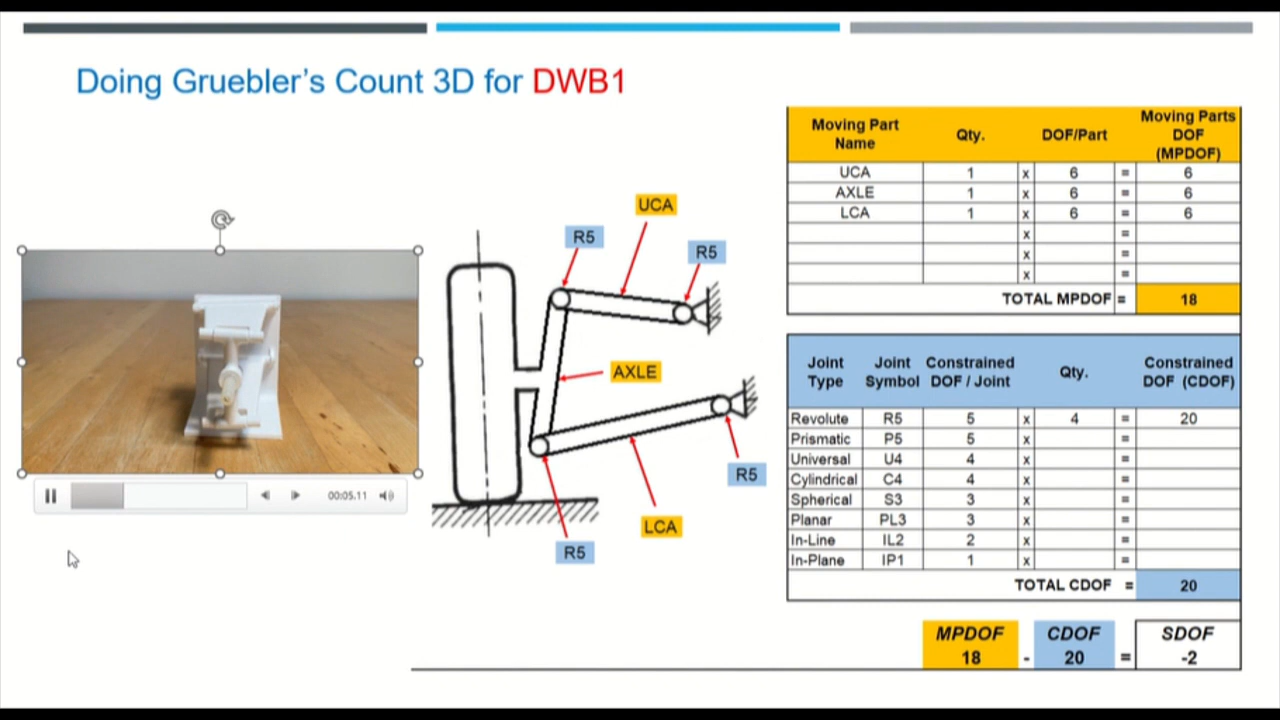 Doing Gruebler's Count 3D for DWB1
UCA
R5
R5
AXLE
R5
LCA
R5
00:05.11
Moving Part Name Qty. DOF/Part Moving Parts DOF (MPDOF)
UCA 1 x 6 = 6
AXLE 1 x 6 = 6
LCA 1 x 6 = 6
x =
x =
x =
TOTAL MPDOF = 18
Joint Type Joint Symbol Constrained DOF / Joint Qty. Constrained DOF (CDOF)
Revolute R5 5 x 4 = 20
Prismatic P5 5 x =
Universal U4 4 x =
Cylindrical C4 4 x =
Spherical S3 3 x =
Planar PL3 3 x =
In-Line IL2 2 x =
In-Plane IP1 1 x =
TOTAL CDOF = 20
MPDOF CDOF SDOF
18 - 20 = -2